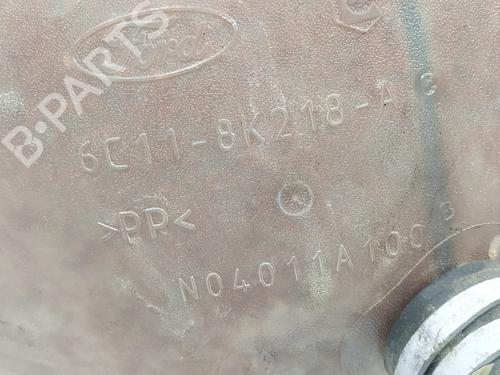 Ford
B-PARTS
6C11-8K218-A C
>PP<
N04011A100 B